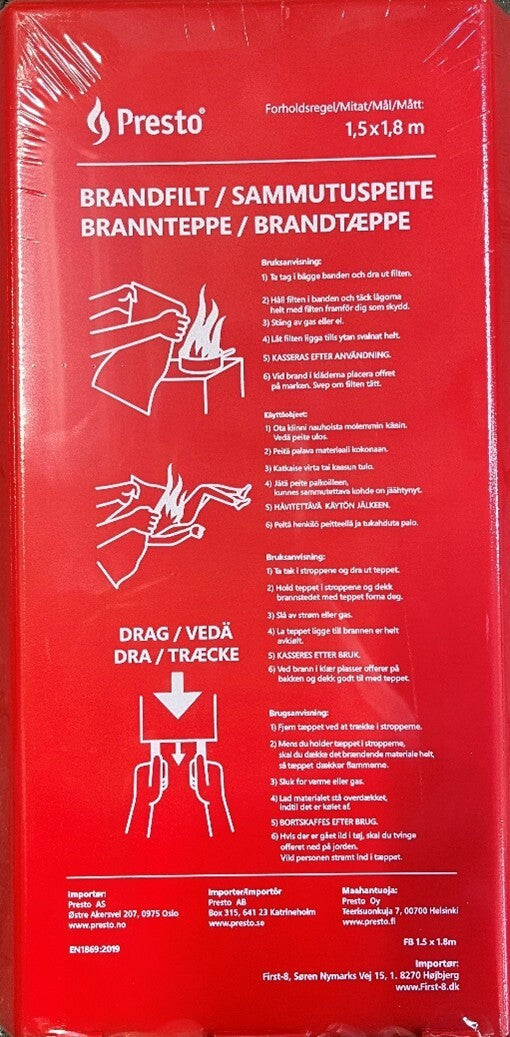 Presto®
Forholdsregel/Mitat/Mål/Mått:
1,5x1,8 m
BRANDFILT / SAMMUTUSPEITE
BRANNTEPPE / BRANDTÆPPE
Bruksanvisning:
1) Ta tag i bägge banden och dra ut filten.
2) Håll filten i banden och täck lågorna
helt med filten framför dig som skydd.
3) Stäng av gas eller el.
4) Låt filten ligga tills ytan svalnat helt.
5) KASSERAS EFTER ANVÄNDNING.
6) Vid brand i kläderna placera offret
på marken. Svep om filten tätt.
Käyttöohjeet:
1) Ota kiinni nauhoista molemmin käsin.
Vedä peite ulos.
2) Peitä palava materiaali kokonaan.
3) Katkaise virta tai kaasun tulo.
4) Jätä peite paikoilleen,
kunnes sammutettava kohde on jäähtynyt.
5) HÄVITETTÄVÄ KÄYTÖN JÄLKEEN.
6) Peitä henkilö peitteellä ja tukahduta palo.
Bruksanvisning:
1) Ta tak i stroppene og dra ut teppet.
2) Hold teppet i stroppene og dekk
brannstedet med teppet forna deg.
3) Slå av strøm eller gas.
4) La teppet ligge till brannen er helt
avkjølt.
5) KASSERES ETTER BRUK.
6) Ved brann i klær plasser offerer på
bakken og dekk godt til med teppet.
DRAG / VEDÄ
DRA / TRÆCKE
Brugsanvisning:
1) Fjern tæppet ved at trække i stropperne.
2) Mens du holder tæppet i stropperne,
skal du dække det brændende materiale helt,
så tæppet dækker flammerne.
3) Sluk for varme eller gas.
4) Lad materialet stå overdækket,
indtil det er kølet af.
5) BORTSKAFFES EFTER BRUG.
6) Hvis der er gået ild i tøj, skal du tvinge
offeret ned på jorden.
Vikl personen stramt ind i tæppet.
Importør:
Presto AS
Østre Akersvei 207, 0975 Oslo
www.presto.no
Importer/Importör
Presto AB
Box 315, 641 23 Katrineholm
www.presto.se
Maahantuoja:
Presto Oy
Teerisuonkuja 7, 00700 Helsinki
www.presto.fi
EN1869:2019
FB 1.5 x 1.8m
Importør:
First-8, Søren Nymarks Vej 15, 1. 8270 Højbjerg
www.First-8.dk